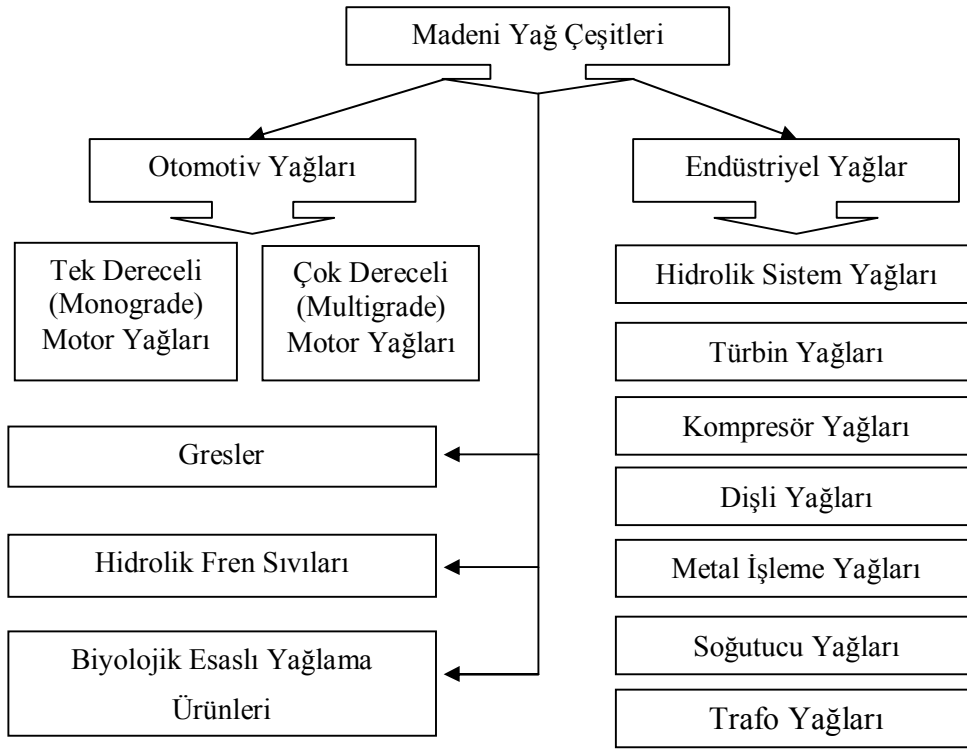 Madeni Yağ Çeşitleri
Otomotiv Yağları
Endüstriyel Yağlar
Tek Dereceli
(Monograde)
Motor Yağları
Çok Dereceli
(Multigrade)
Motor Yağları
Gresler
Hidrolik Fren Sıvıları
Biyolojik Esaslı Yağlama
Ürünleri
Hidrolik Sistem Yağları
Türbin Yağları
Kompresör Yağları
Dişli Yağları
Metal İşleme Yağları
Soğutucu Yağları
Trafo Yağları